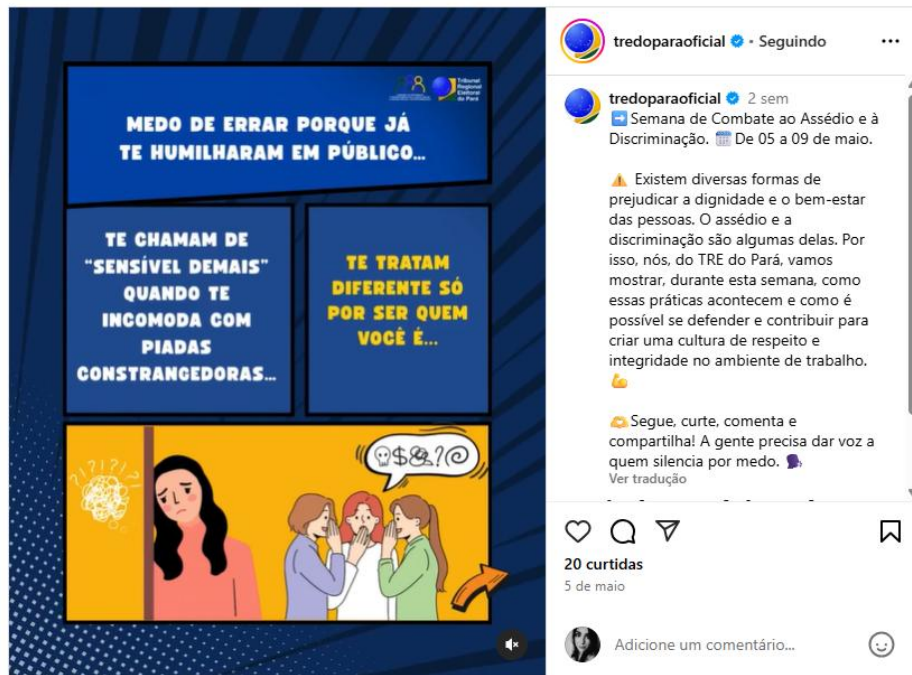 Tribunal
Regional
Eleitoral
do Pará
MEDO DE ERRAR PORQUE JÁ
TE HUMILHARAM EM PÚBLICO...
TE CHAMAM DE
“SENSÍVEL DEMAIS”
QUANDO TE
INCOMODA COM
PIADAS
CONSTRANGEDORAS...
TE TRATAM
DIFERENTE SÓ
POR SER QUEM
VOCÊ É...
?!?!?!?
$&?!@
tredoparaoficial • Seguindo
tredoparaoficial 2 sem
Semana de Combate ao Assédio e à
Discriminação. De 05 a 09 de maio.
Existem diversas formas de
prejudicar a dignidade e o bem-estar
das pessoas. O assédio e a
discriminação são algumas delas. Por
isso, nós, do TRE do Pará, vamos
mostrar, durante esta semana, como
essas práticas acontecem e como é
possível se defender e contribuir para
criar uma cultura de respeito e
integridade no ambiente de trabalho.
Segue, curte, comenta e
compartilha! A gente precisa dar voz a
quem silencia por medo.
Ver tradução
20 curtidas
5 de maio
Adicione um comentário...